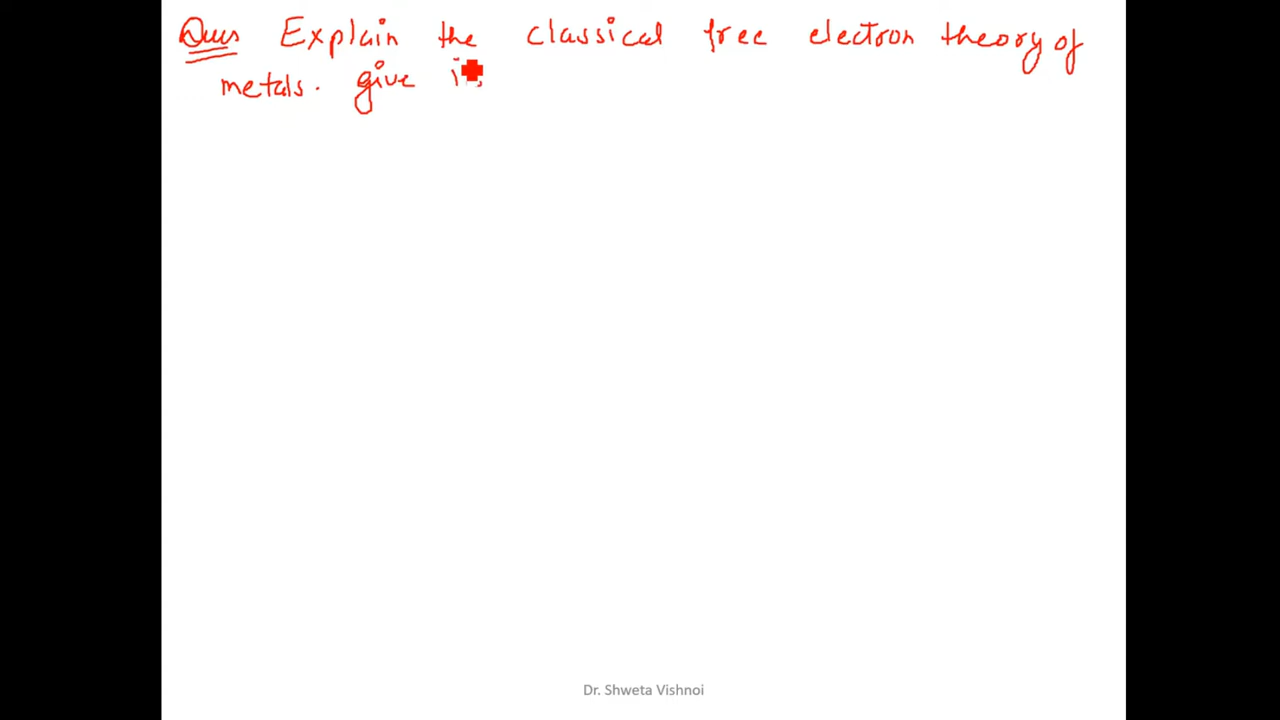 Ques Explain the classical free electron theory of
metals. give
Dr. Shweta Vishnoi